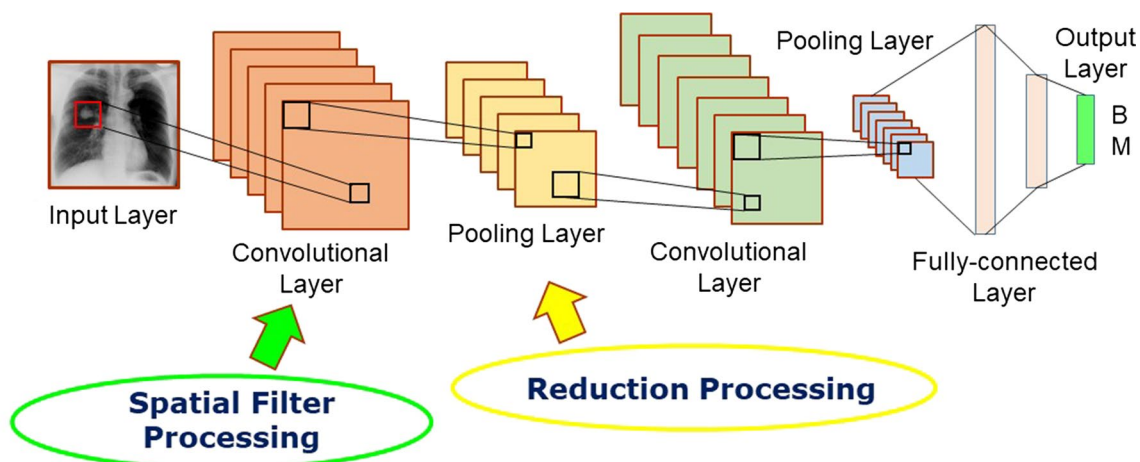 Input Layer
Convolutional
Layer
Pooling Layer
Convolutional
Layer
Pooling Layer
Fully-connected
Layer
Output
Layer
B
M
Spatial Filter
Processing
Reduction Processing